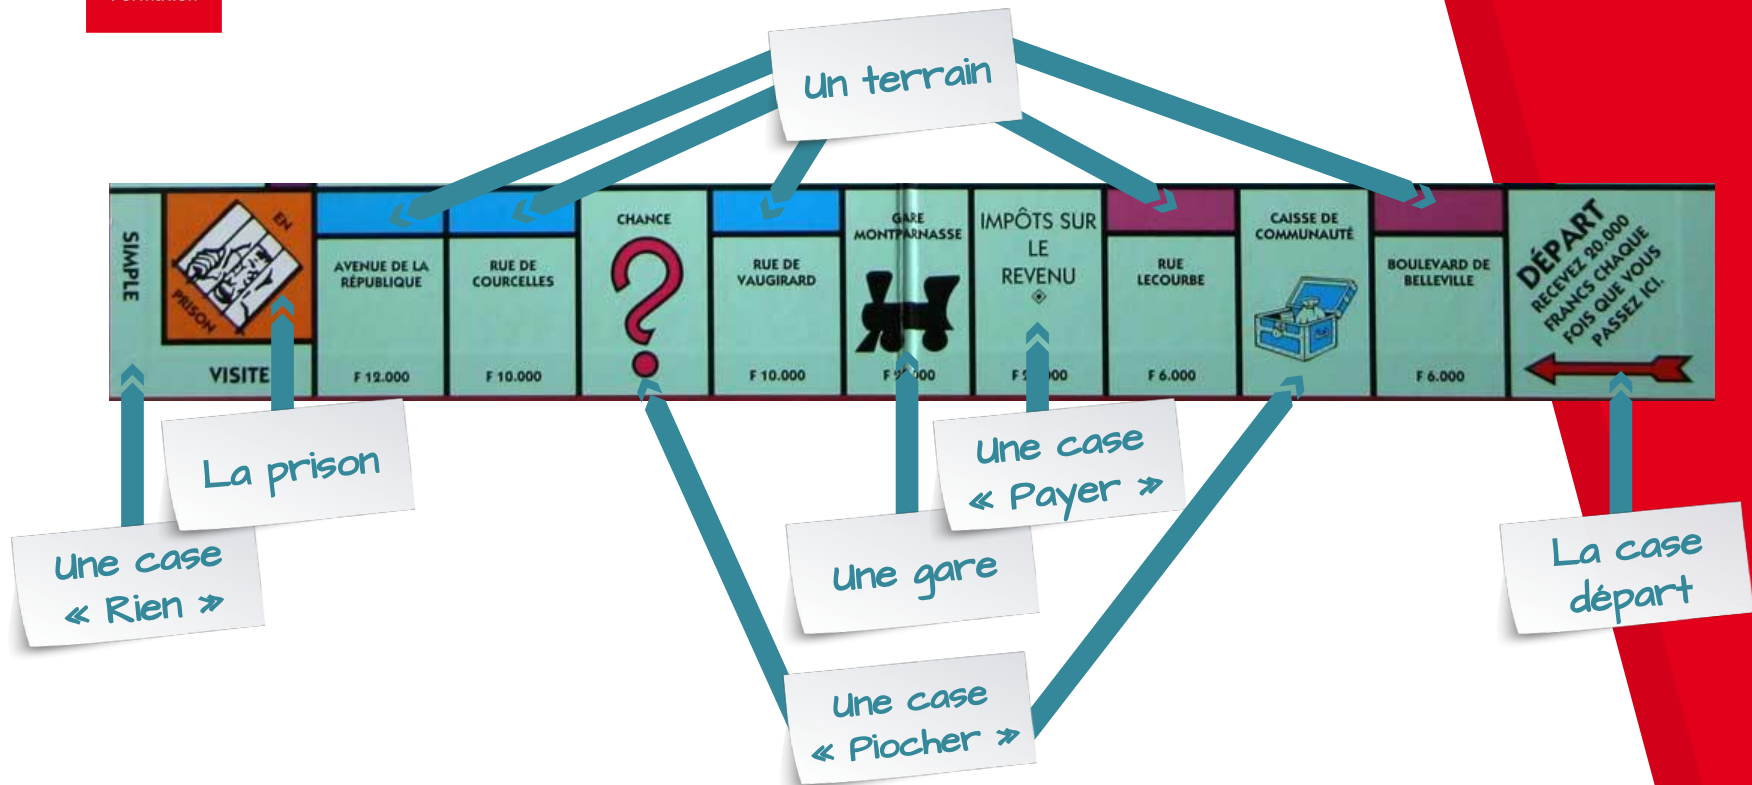 Un terrain
SIMPLE
EN
PRISON
VISITE
AVENUE DE LA
RÉPUBLIQUE
F 12.000
RUE DE
COURCELLES
F 10.000
CHANCE
RUE DE
VAUGIRARD
F 10.000
GARE
MONTPARNASSE
F
IMPÔTS SUR
LE
REVENU
F
RUE
LECOURBE
F 6.000
CAISSE DE
COMMUNAUTÉ
BOULEVARD DE
BELLEVILLE
F 6.000
DÉPART
RECEVEZ 20.000
FRANCS CHAQUE
FOIS QUE VOUS
PASSEZ ICI.
La prison
Une case
« Rien »
Une case
« Payer »
Une gare
La case
départ
Une case
« Piocher »